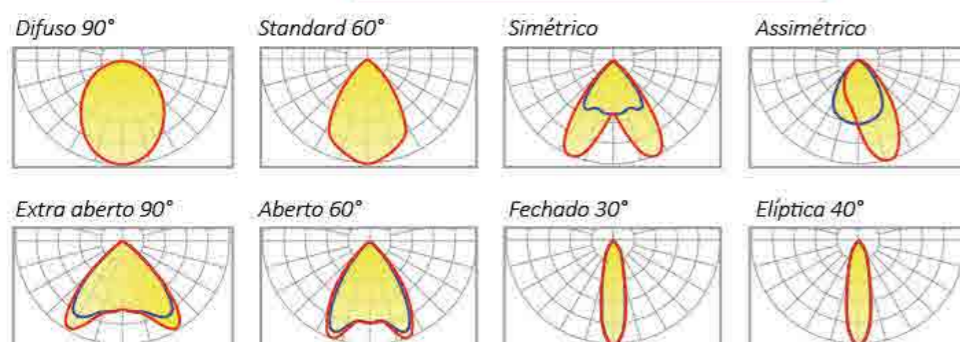 Difuso 90°
Standard 60°
Simétrico
Assimétrico
Extra aberto 90°
Aberto 60°
Fechado 30°
Elíptica 40°